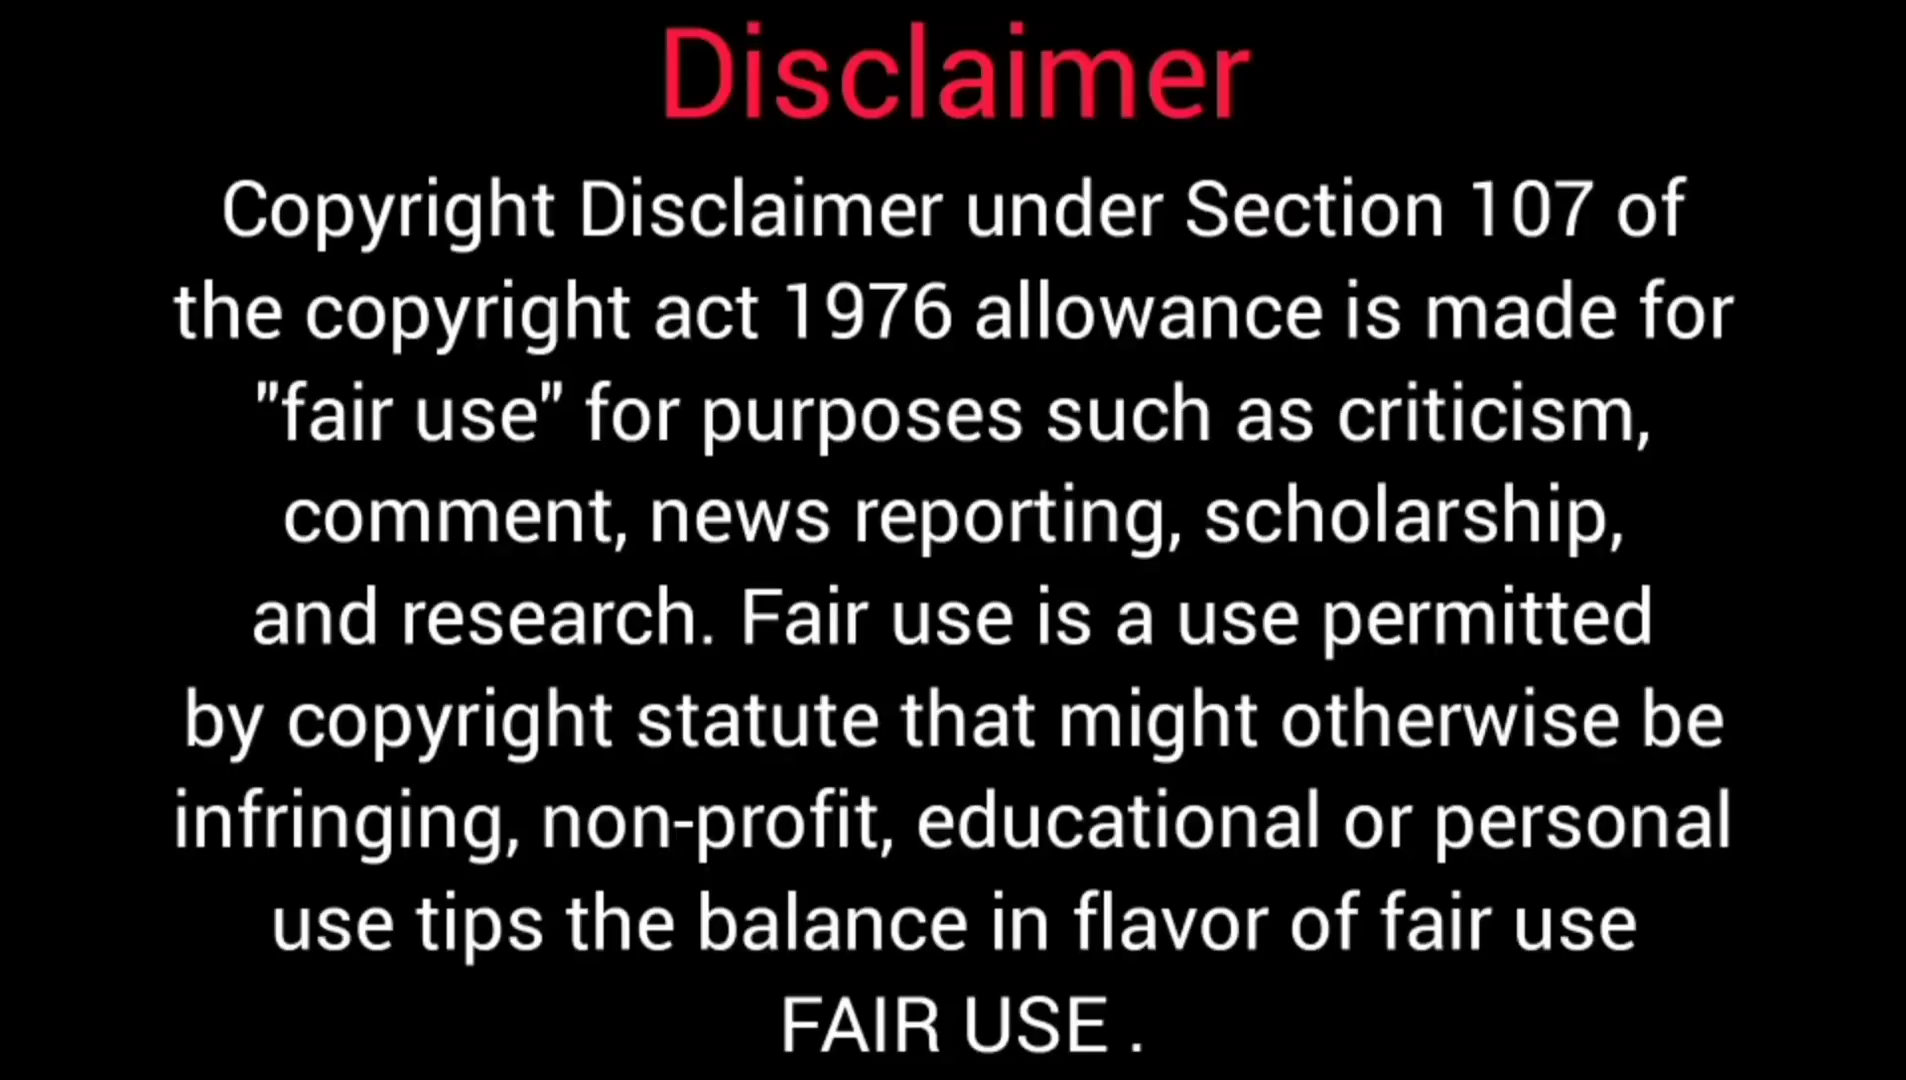 Disclaimer
Copyright Disclaimer under Section 107 of
the copyright act 1976 allowance is made for
"fair use" for purposes such as criticism,
comment, news reporting, scholarship,
and research. Fair use is a use permitted
by copyright statute that might otherwise be
infringing, non-profit, educational or personal
use tips the balance in flavor of fair use
FAIR USE .